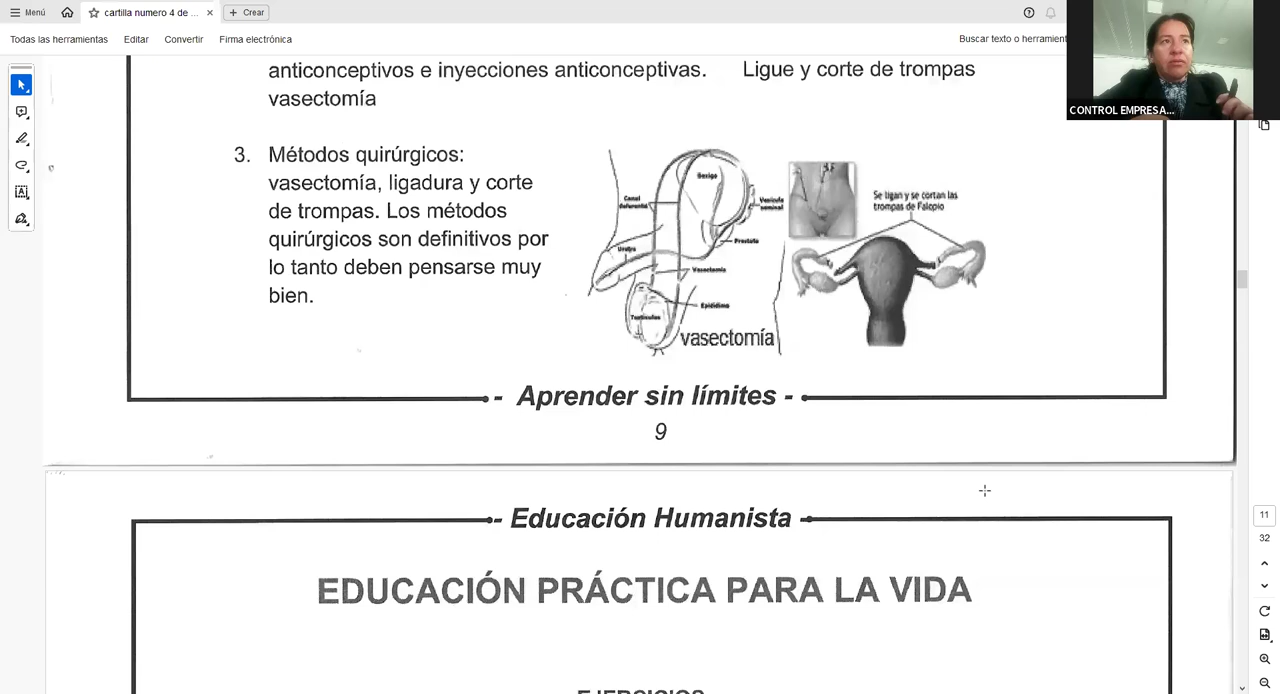 Menú
cartilla numero 4 de ...
Crear
Todas las herramientas
Editar
Convertir
Firma electrónica
Buscar texto o herramient
CONTROL EMPRESA...
anticonceptivos e inyecciones anticonceptivas. Ligue y corte de trompas
vasectomía
3. Métodos quirúrgicos:
vasectomía, ligadura y corte
de trompas. Los métodos
quirúrgicos son definitivos por
lo tanto deben pensarse muy
bien.
Canal
deferente
Vesícula
seminal
Próstata
Uretra
Vasectomía
Epidídimo
Testículos
vasectomía
Se ligan y se cortan las
trompas de Falopio
- Aprender sin límites -
9
- Educación Humanista -
EDUCACIÓN PRÁCTICA PARA LA VIDA
EJERCICIOS
11
32